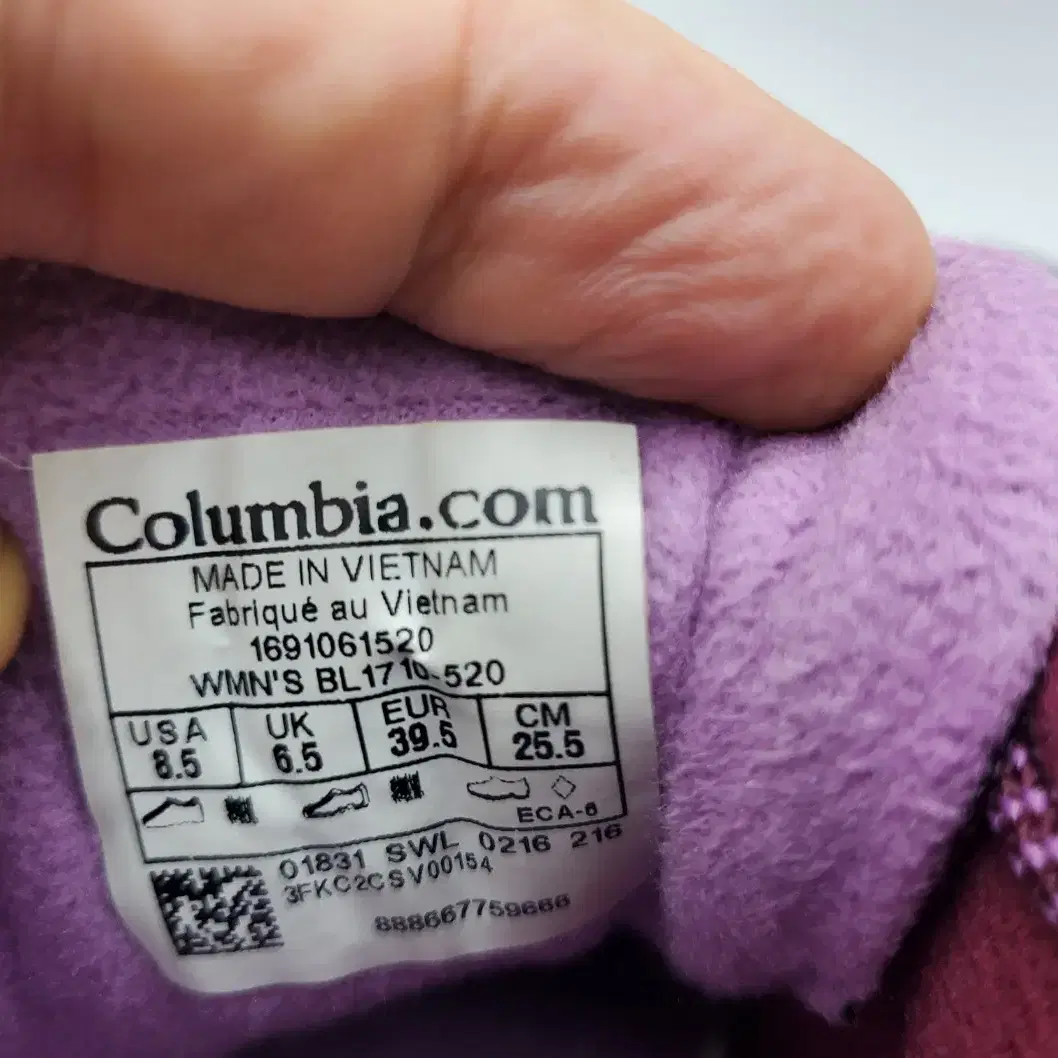 Columbia.com
MADE IN VIETNAM
Fabriqué au Vietnam
1691061520
WMN'S BL1710-520
USA UK EUR CM
8.5 6.5 39.5 25.5
ECA-6
01831 SWL 0216 216
3FKC2CSV00154
888667759666